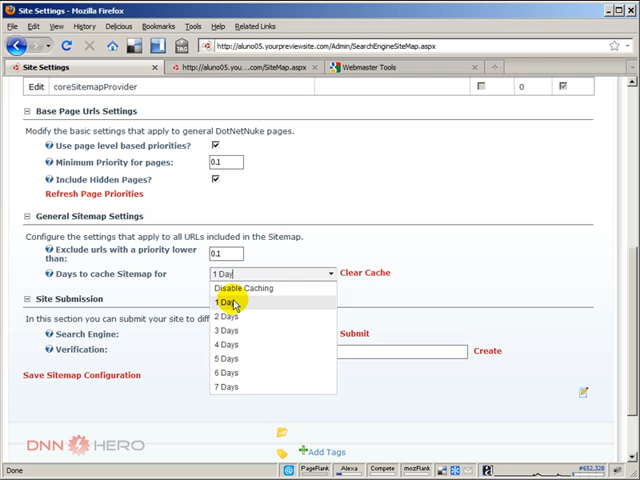 Site Settings - Mozilla Firefox
File Edit View History Delicious Bookmarks Tools Related Links
http://aluno05.yourpreviewsite.com/Admin/SearchEngineSiteMap.aspx
Site Settings
http://aluno05.you...com/SiteMap.aspx
Webmaster Tools
Edit coreSitemapProvider 0
Base Page Urls Settings
Modify the basic settings that apply to general DotNetNuke pages.
Use page level based priorities?
Minimum Priority for pages: 0.1
Include Hidden Pages?
Refresh Page Priorities
General Sitemap Settings
Configure the settings that apply to all URLs included in the Sitemap.
Exclude urls with a priority lower than: 0.1
Days to cache Sitemap for 1 Day Clear Cache
Disable Caching
1 Day
2 Days
3 Days
4 Days
5 Days
6 Days
7 Days
Site Submission
In this section you can submit your site to dif
Search Engine: Submit
Verification: Create
Save Sitemap Configuration
DNN HERO
Add Tags
Done PageRank Alexa Compete mozRank #652,328